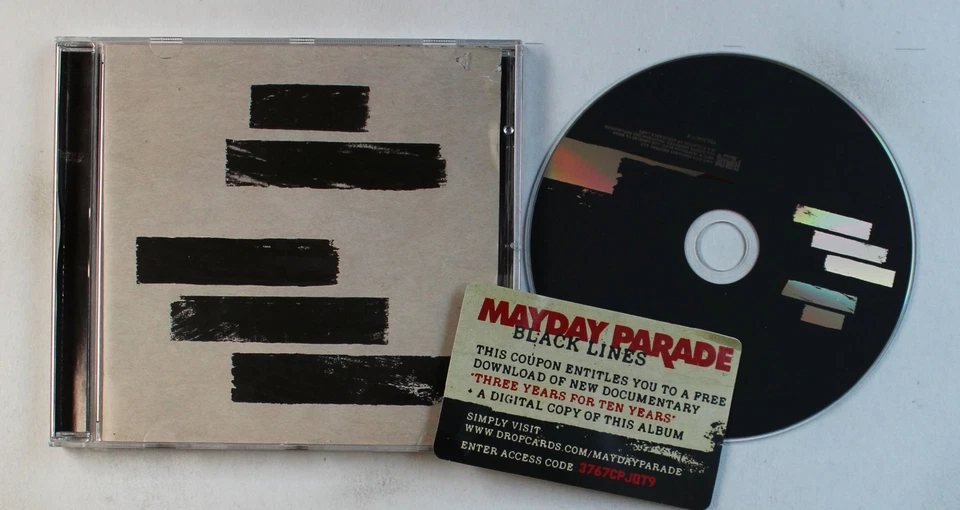 MAYDAY PARADE
BLACK LINES
THIS COUPON ENTITLES YOU TO A FREE
DOWNLOAD OF NEW DOCUMENTARY
"THREE YEARS FOR TEN YEARS"
+ A DIGITAL COPY OF THIS ALBUM
SIMPLY VISIT
WWW.DROPCARDS.COM/MAYDAYPARADE
ENTER ACCESS CODE 3767CPJQT9